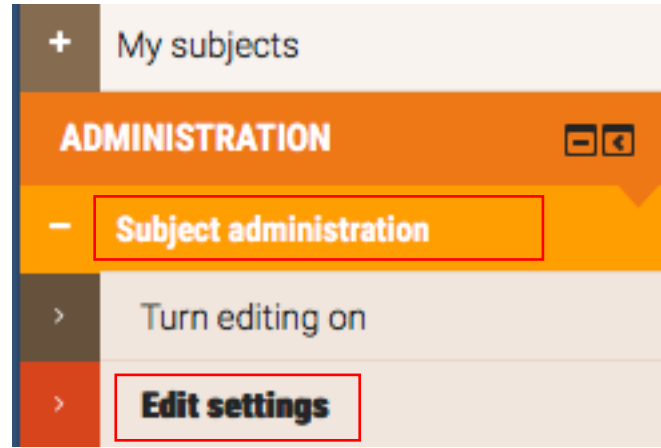 My subjects
ADMINISTRATION
Subject administration
Turn editing on
Edit settings